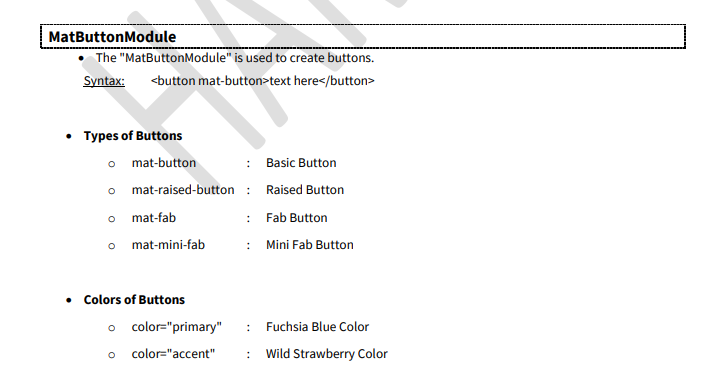 MatButtonModule
• The "MatButtonModule" is used to create buttons.
Syntax: <button mat-button>text here</button>
• Types of Buttons
o mat-button : Basic Button
o mat-raised-button : Raised Button
o mat-fab : Fab Button
o mat-mini-fab : Mini Fab Button
• Colors of Buttons
o color="primary" : Fuchsia Blue Color
o color="accent" : Wild Strawberry Color